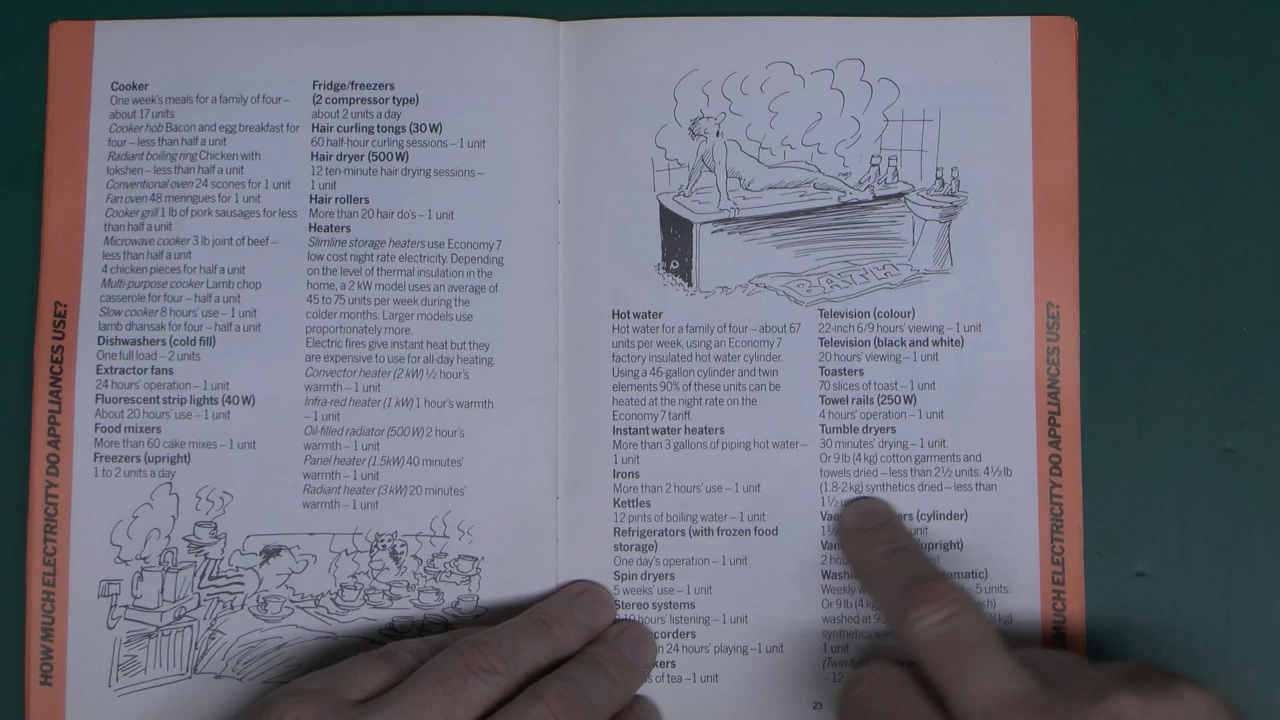 HOW MUCH ELECTRICITY DO APPLIANCES USE?
Cooker
One week's meals for a family of four –
about 17 units
Cooker hob Bacon and egg breakfast for
four – less than half a unit
Radiant boiling ring Chicken with
lokshen – less than half a unit
Conventional oven 24 scones for 1 unit
Fan oven 48 meringues for 1 unit
Cooker grill 1 lb of pork sausages for less
than half a unit
Microwave cooker 3 lb joint of beef –
less than half a unit
4 chicken pieces for half a unit
Multi-purpose cooker Lamb chop
casserole for four – half a unit
Slow cooker 8 hours' use – 1 unit
lamb dhansak for four – half a unit
Dishwashers (cold fill)
One full load – 2 units
Extractor fans
24 hours' operation – 1 unit
Fluorescent strip lights (40 W)
About 20 hours' use – 1 unit
Food mixers
More than 60 cake mixes – 1 unit
Freezers (upright)
1 to 2 units a day
Fridge/freezers
(2 compressor type)
about 2 units a day
Hair curling tongs (30 W)
60 half-hour curling sessions – 1 unit
Hair dryer (500 W)
12 ten-minute hair drying sessions –
1 unit
Hair rollers
More than 20 hair do's – 1 unit
Heaters
Slimline storage heaters use Economy 7
low cost night rate electricity. Depending
on the level of thermal insulation in the
home, a 2 kW model uses an average of
45 to 75 units per week during the
colder months. Larger models use
proportionately more.
Electric fires give instant heat but they
are expensive to use for all-day heating.
Convector heater (2 kW) ½ hour's
warmth – 1 unit
Infra-red heater (1 kW) 1 hour's warmth
– 1 unit
Oil-filled radiator (500 W) 2 hour's
warmth – 1 unit
Panel heater (1.5kW) 40 minutes'
warmth – 1 unit
Radiant heater (3 kW) 20 minutes'
warmth – 1 unit
BATH
Hot water
Hot water for a family of four – about 67
units per week, using an Economy 7
factory insulated hot water cylinder.
Using a 46-gallon cylinder and twin
elements 90% of these units can be
heated at the night rate on the
Economy 7 tariff.
Instant water heaters
More than 3 gallons of piping hot water –
1 unit
Irons
More than 2 hours' use – 1 unit
Kettles
12 pints of boiling water – 1 unit
Refrigerators (with frozen food
storage)
One day's operation – 1 unit
Spin dryers
5 weeks' use – 1 unit
Stereo systems
hours' listening – 1 unit
24 hours' playing – 1 unit
of tea – 1 unit
Television (colour)
22-inch 6/9 hours' viewing – 1 unit
Television (black and white)
20 hours' viewing – 1 unit
Toasters
70 slices of toast – 1 unit
Towel rails (250 W)
4 hours' operation – 1 unit
Tumble dryers
30 minutes' drying – 1 unit.
Or 9 lb (4 kg) cotton garments and
towels dried – less than 2½ units. 4½ lb
(1.8-2 kg) synthetics dried – less than
1½
(cylinder)
2
Weekly 5 units.
Or 9 lb (4 kg
washed at
synthetics
1 unit
– 12
23
MUCH ELECTRICITY DO APPLIANCES USE?